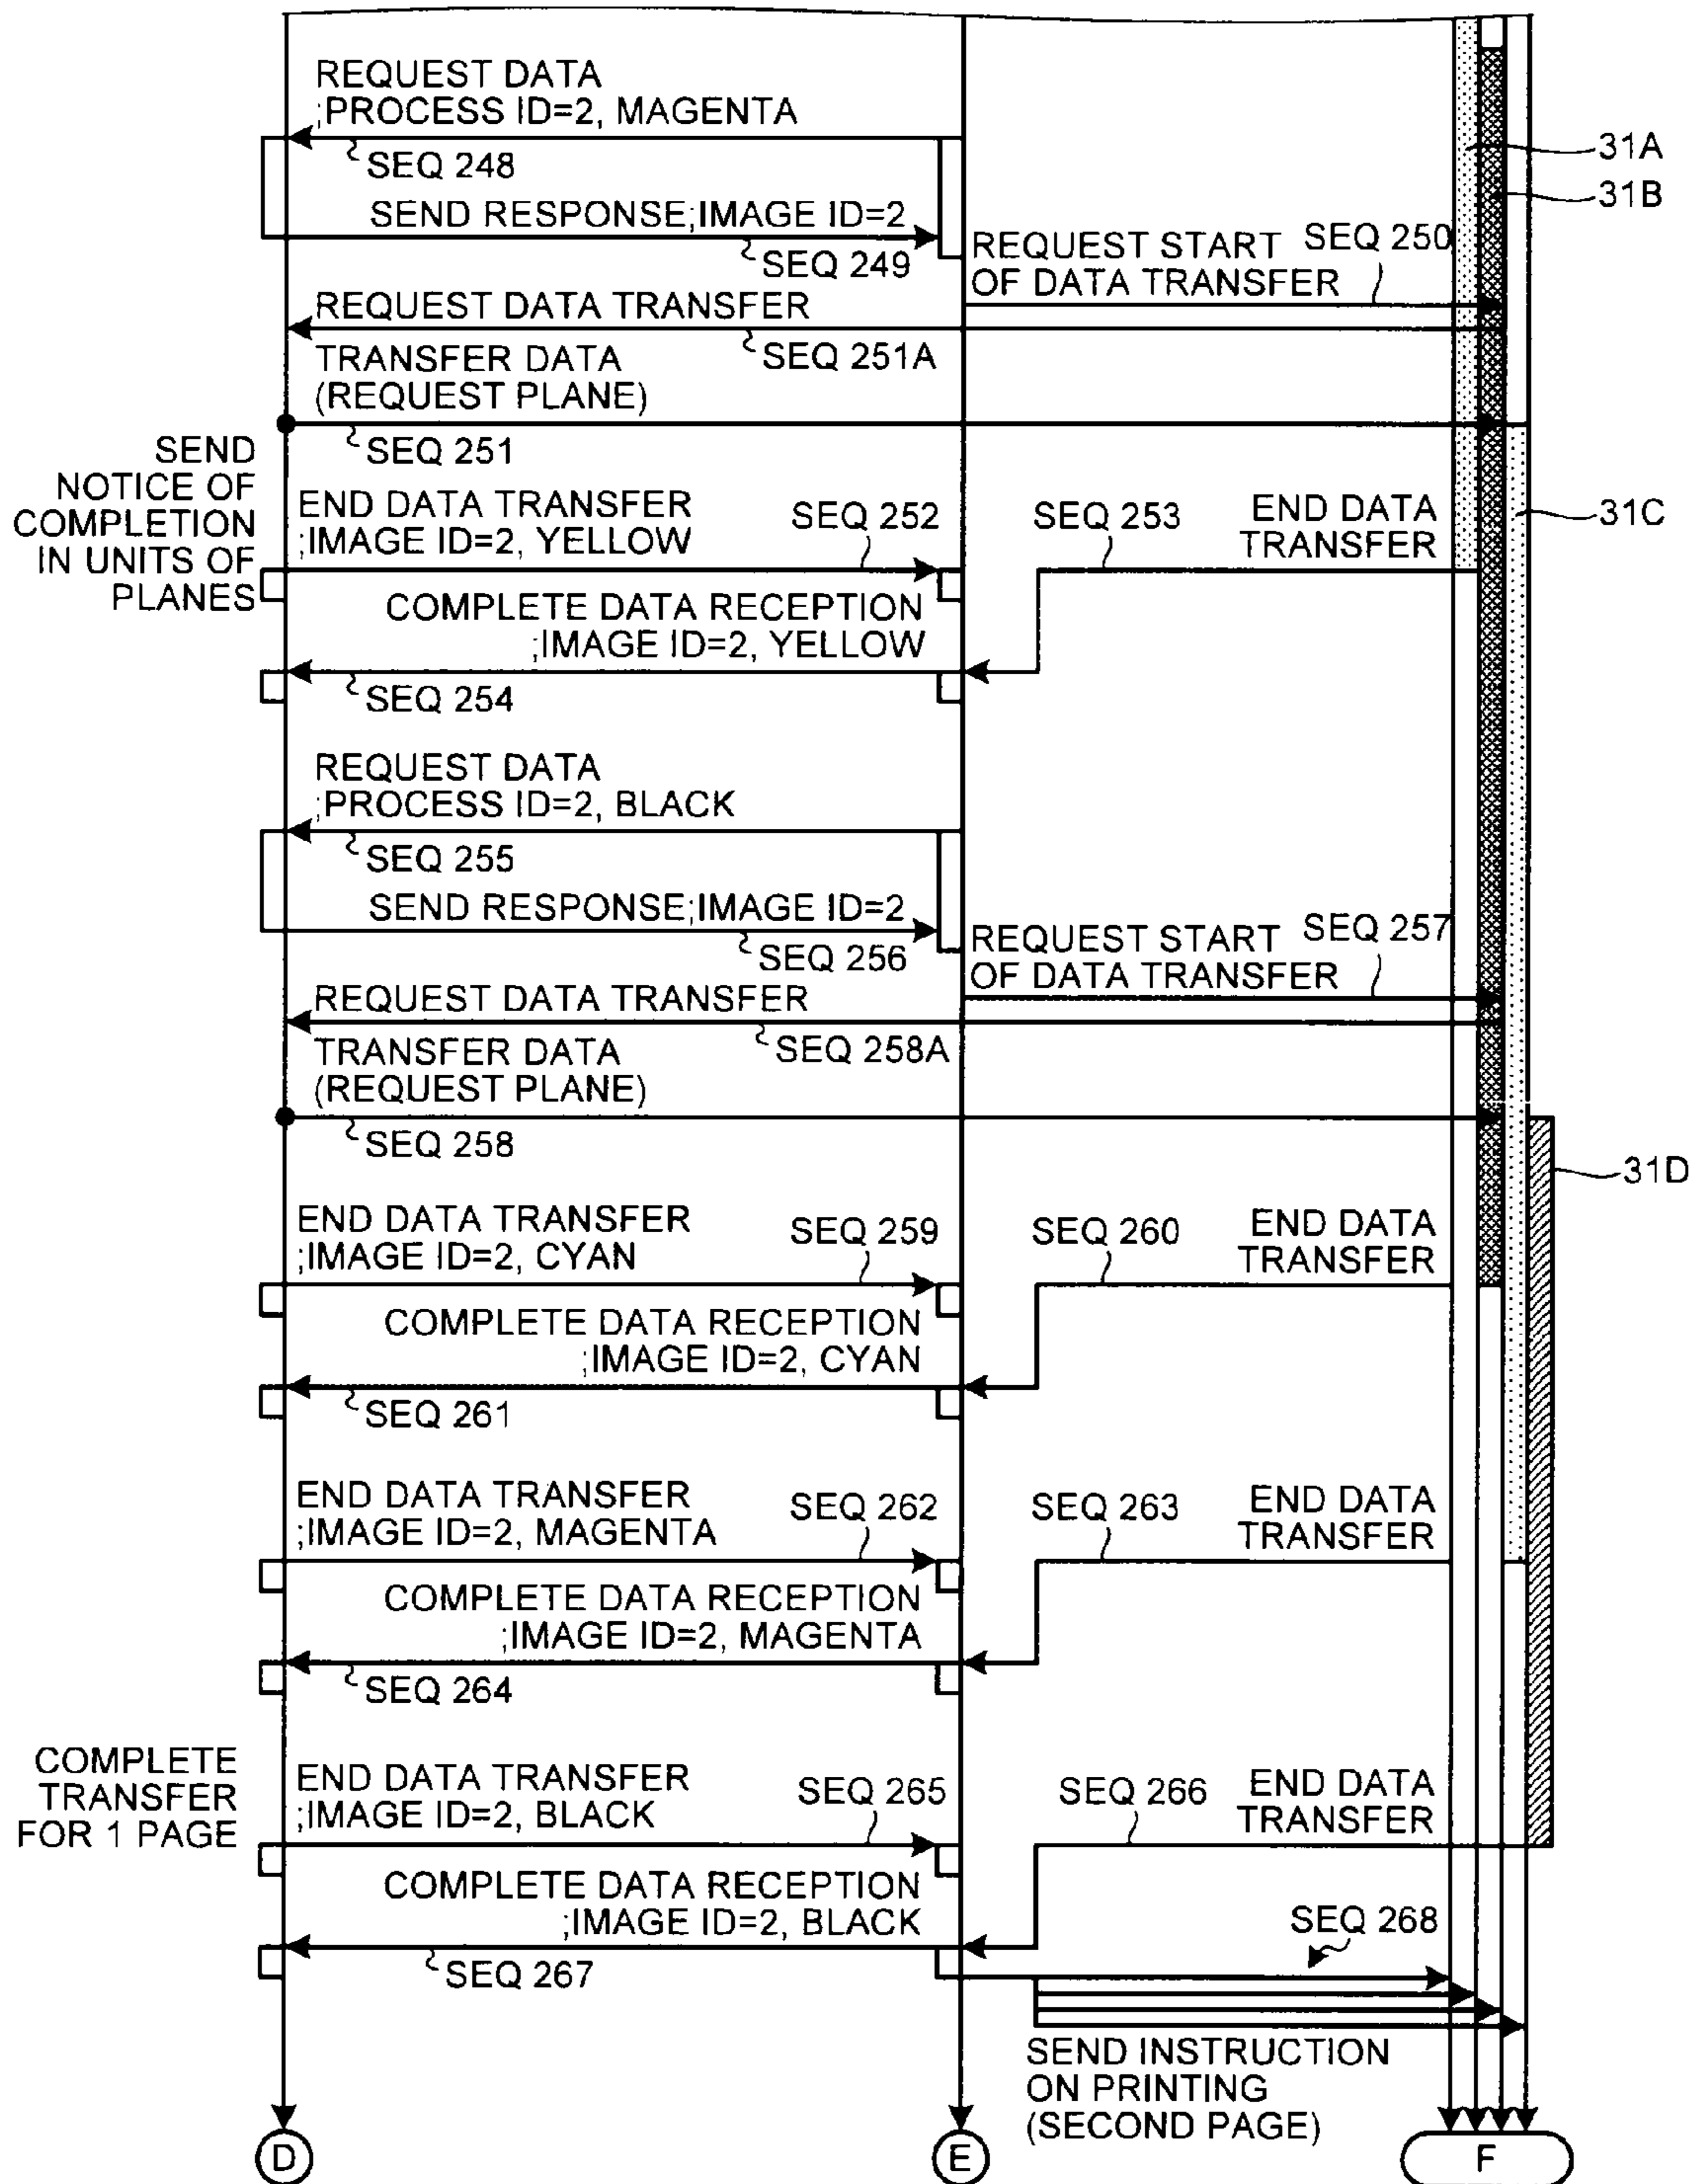 REQUEST DATA
;PROCESS ID=2, MAGENTA
SEQ 248
31A
31B
SEND RESPONSE;IMAGE ID=2
SEQ 249
REQUEST START
OF DATA TRANSFER
SEQ 250
REQUEST DATA TRANSFER
SEQ 251A
TRANSFER DATA
(REQUEST PLANE)
SEQ 251
SEND
NOTICE OF
COMPLETION
IN UNITS OF
PLANES
END DATA TRANSFER
;IMAGE ID=2, YELLOW
SEQ 252
SEQ 253
END DATA
TRANSFER
31C
COMPLETE DATA RECEPTION
;IMAGE ID=2, YELLOW
SEQ 254
REQUEST DATA
;PROCESS ID=2, BLACK
SEQ 255
SEND RESPONSE;IMAGE ID=2
SEQ 256
REQUEST START
OF DATA TRANSFER
SEQ 257
REQUEST DATA TRANSFER
SEQ 258A
TRANSFER DATA
(REQUEST PLANE)
SEQ 258
31D
END DATA TRANSFER
;IMAGE ID=2, CYAN
SEQ 259
SEQ 260
END DATA
TRANSFER
COMPLETE DATA RECEPTION
;IMAGE ID=2, CYAN
SEQ 261
END DATA TRANSFER
;IMAGE ID=2, MAGENTA
SEQ 262
SEQ 263
END DATA
TRANSFER
COMPLETE DATA RECEPTION
;IMAGE ID=2, MAGENTA
SEQ 264
COMPLETE
TRANSFER
FOR 1 PAGE
END DATA TRANSFER
;IMAGE ID=2, BLACK
SEQ 265
SEQ 266
END DATA
TRANSFER
COMPLETE DATA RECEPTION
;IMAGE ID=2, BLACK
SEQ 267
SEQ 268
SEND INSTRUCTION
ON PRINTING
(SECOND PAGE)
D
E
F